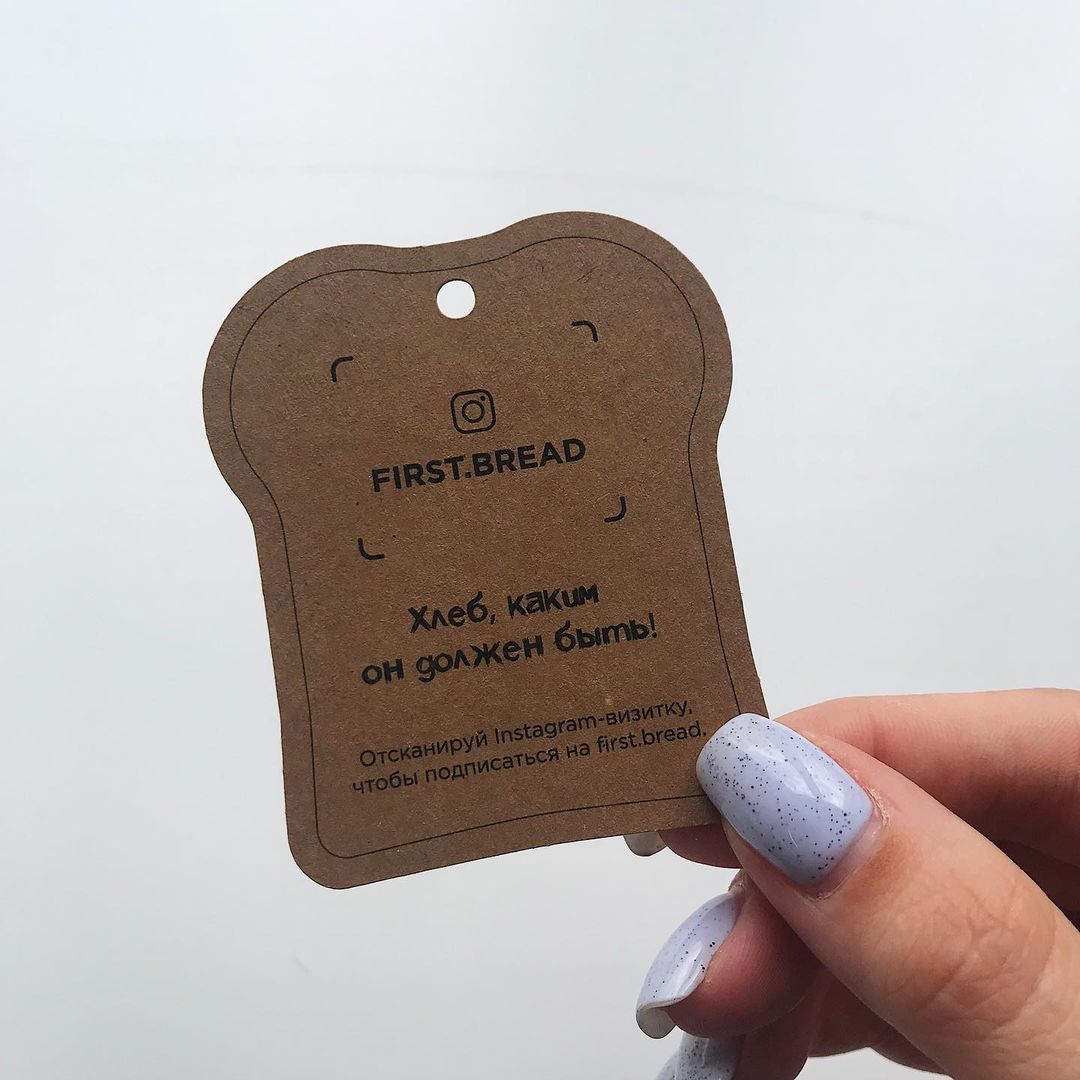 FIRST.BREAD
Хлеб, каким
он должен быть!
Отсканируй Instagram-визитку,
чтобы подписаться на first.bread.